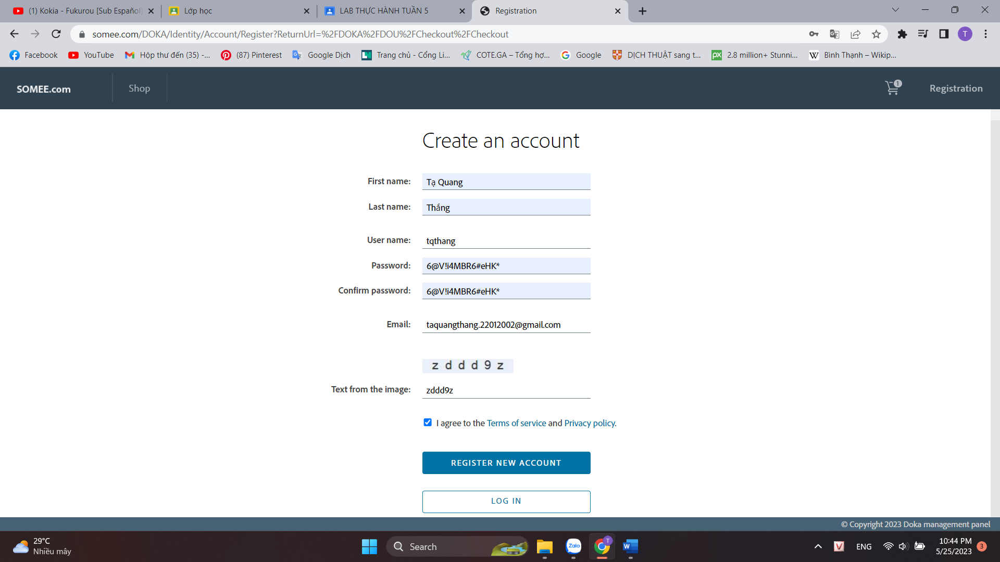 (1) Kokia - Fukurou [Sub Español]
Lớp học
LAB THỰC HÀNH TUẦN 5
Registration
somee.com/DOKA/Identity/Account/Register?ReturnUrl=%2FDOKA%2FDOU%2FCheckout%2FCheckout
T
Facebook
YouTube
Hộp thư đến (35) -...
(87) Pinterest
Google Dịch
Trang chủ - Cổng Li...
COTE.GA – Tổng hợ...
Google
DỊCH THUẬT sang t...
2.8 million+ Stunni...
Bình Thạnh – Wikip...
SOMEE.com
Shop
1
Registration
Create an account
First name: Tạ Quang
Last name: Thắng
User name: tqthang
Password: 6@V!i4MBR6#eHK*
Confirm password: 6@V!i4MBR6#eHK*
Email: taquangthang.22012002@gmail.com
z d d d 9 z
Text from the image: zddd9z
I agree to the Terms of service and Privacy policy.
REGISTER NEW ACCOUNT
LOG IN
© Copyright 2023 Doka management panel
29°C
Nhiều mây
Search
Zalo
T
W
V
ENG
10:44 PM
5/25/2023
3